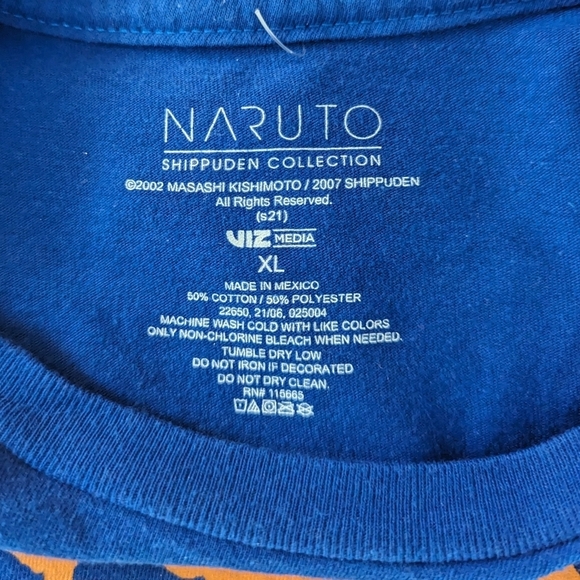 NARUTO
SHIPPUDEN COLLECTION
©2002 MASASHI KISHIMOTO / 2007 SHIPPUDEN
All Rights Reserved.
(s21)
VIZ MEDIA
XL
MADE IN MEXICO
50% COTTON / 50% POLYESTER
22650, 21/06, 025004
MACHINE WASH COLD WITH LIKE COLORS
ONLY NON-CHLORINE BLEACH WHEN NEEDED.
TUMBLE DRY LOW
DO NOT IRON IF DECORATED
DO NOT DRY CLEAN.
RN# 115665